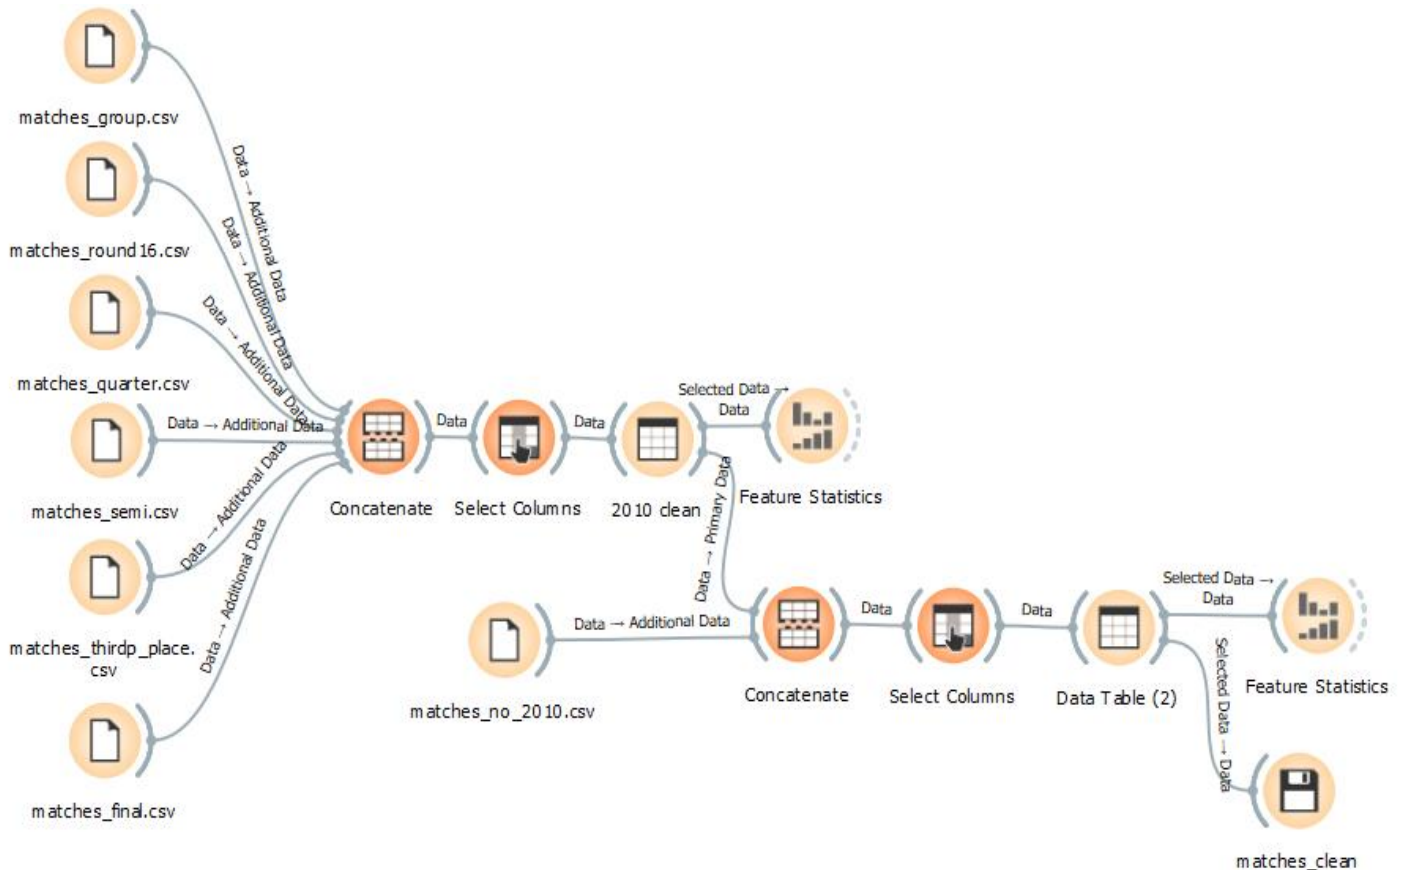 matches_group.csv
Data → Additional Data
matches_round16.csv
Data → Additional Data
matches_quarter.csv
Data → Additional Data
matches_semi.csv
Data → Additional Data
matches_thirdp_place.
csv
Data → Additional Data
matches_final.csv
Data → Additional Data
Concatenate
Data
Select Columns
Data
2010 clean
Selected Data →
Data
Feature Statistics
Data → Primary Data
matches_no_2010.csv
Data → Additional Data
Concatenate
Data
Select Columns
Data
Data Table (2)
Selected Data →
Data
Feature Statistics
Selected Data → Data
matches_clean